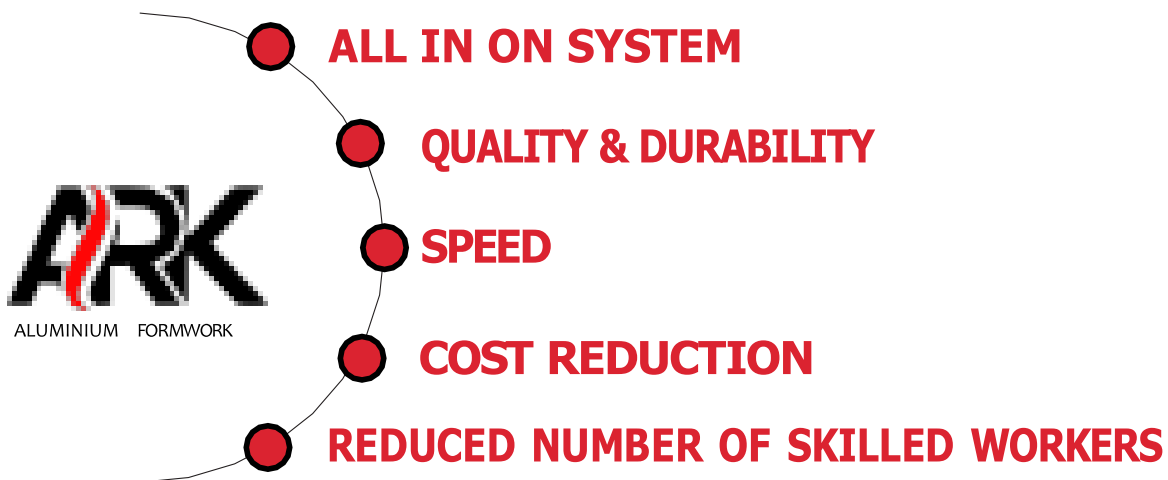 ALL IN ON SYSTEM
QUALITY & DURABILITY
ARK
ALUMINIUM FORMWORK
SPEED
COST REDUCTION
REDUCED NUMBER OF SKILLED WORKERS